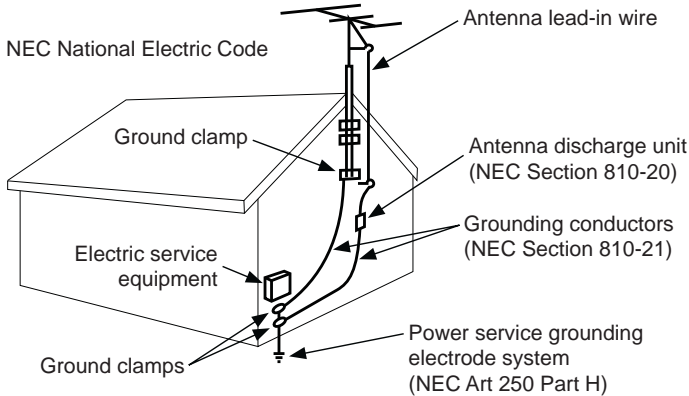 Antenna lead-in wire
NEC National Electric Code
Ground clamp
Antenna discharge unit
(NEC Section 810-20)
Grounding conductors
(NEC Section 810-21)
Electric service
equipment
Power service grounding
electrode system
(NEC Art 250 Part H)
Ground clamps